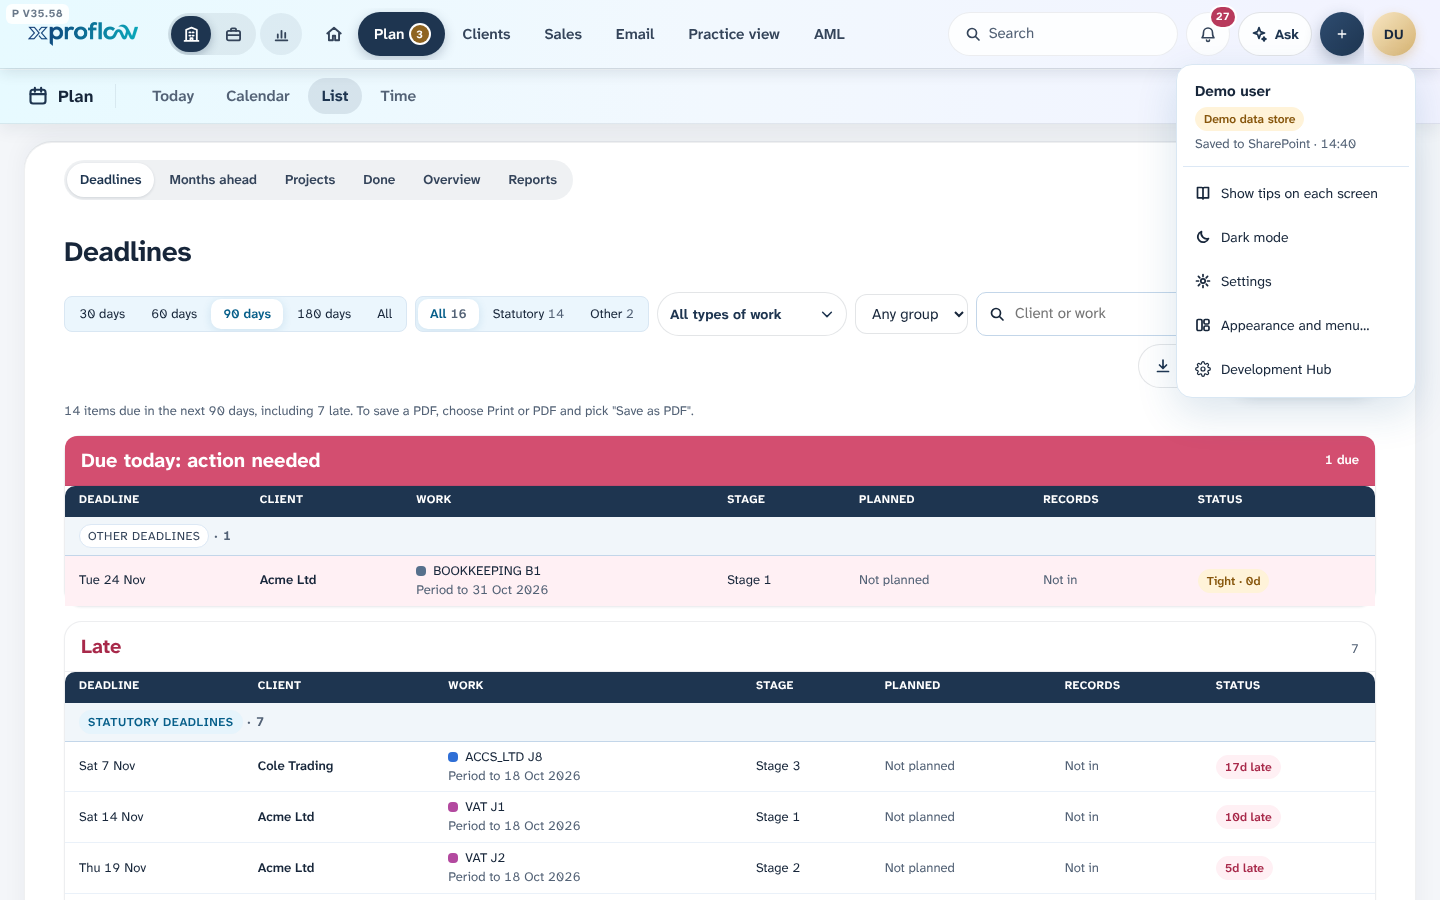 P V35.58
xproflow
Plan 3
Clients
Sales
Email
Practice view
AML
Search
27
Ask
+
DU
Plan
Today
Calendar
List
Time
Demo user
Demo data store
Saved to SharePoint · 14:40
Show tips on each screen
Dark mode
Settings
Appearance and menu...
Development Hub
Deadlines
Months ahead
Projects
Done
Overview
Reports
Deadlines
30 days
60 days
90 days
180 days
All
All 16
Statutory 14
Other 2
All types of work
Any group
Client or work
14 items due in the next 90 days, including 7 late. To save a PDF, choose Print or PDF and pick "Save as PDF".
Due today: action needed
1 due
DEADLINE CLIENT WORK STAGE PLANNED RECORDS STATUS
OTHER DEADLINES · 1
Tue 24 Nov Acme Ltd BOOKKEEPING B1 Stage 1 Not planned Not in Tight · 0d
Period to 31 Oct 2026
Late
7
DEADLINE CLIENT WORK STAGE PLANNED RECORDS STATUS
STATUTORY DEADLINES · 7
Sat 7 Nov Cole Trading ACCS_LTD J8 Stage 3 Not planned Not in 17d late
Period to 18 Oct 2026
Sat 14 Nov Acme Ltd VAT J1 Stage 1 Not planned Not in 10d late
Period to 18 Oct 2026
Thu 19 Nov Acme Ltd VAT J2 Stage 2 Not planned Not in 5d late
Period to 18 Oct 2026